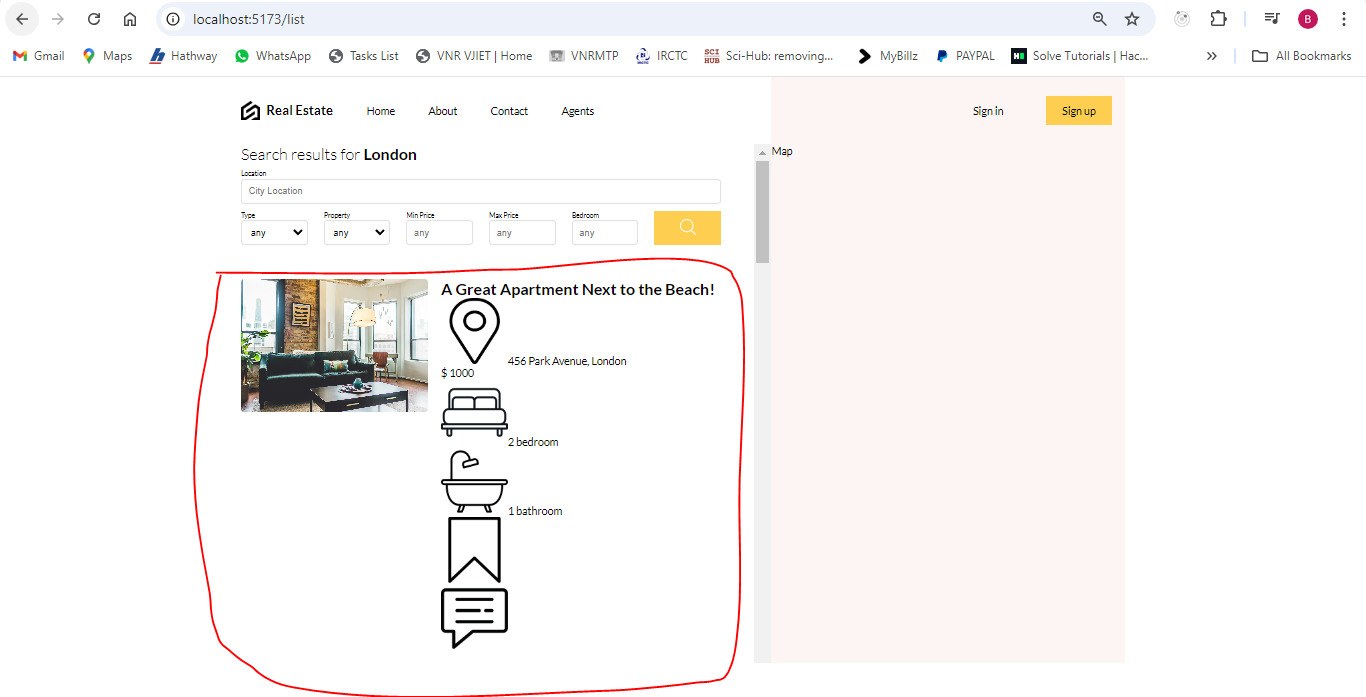 localhost:5173/list
B
Gmail Maps Hathway WhatsApp Tasks List VNR VJIET | Home VNRMTP IRCTC SCI HUB Sci-Hub: removing... MyBillz PAYPAL Solve Tutorials | Hac... » All Bookmarks
Real Estate Home About Contact Agents Sign in Sign up
Search results for London
Map
Location
City Location
Type Property Min Price Max Price Bedroom
any any any any any
A Great Apartment Next to the Beach!
456 Park Avenue, London
$ 1000
2 bedroom
1 bathroom